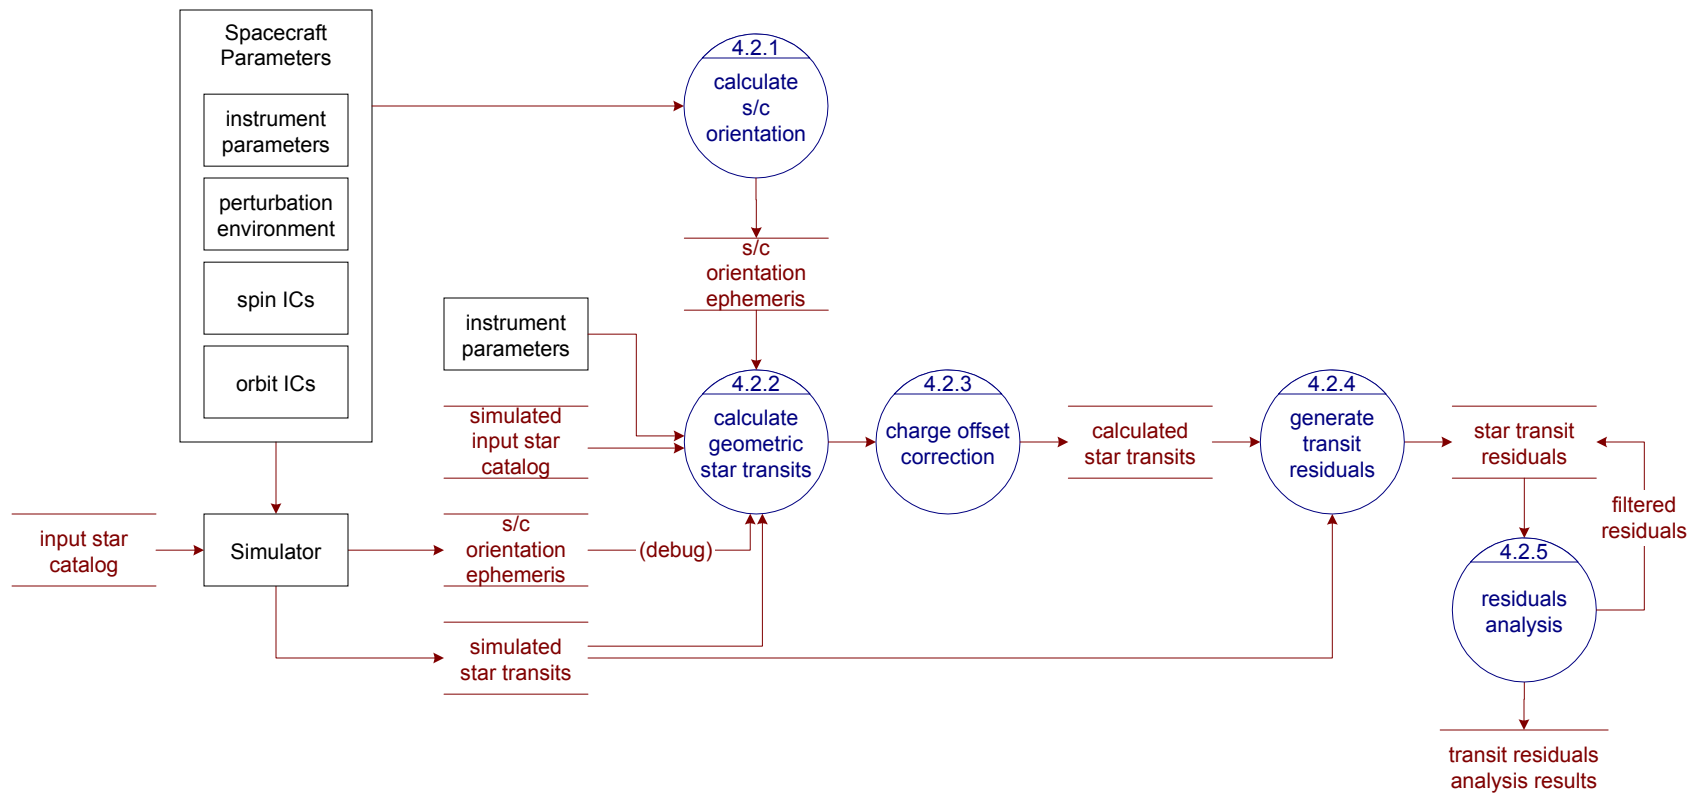 Spacecraft
Parameters
instrument
parameters
perturbation
environment
spin ICs
orbit ICs
4.2.1
calculate
s/c
orientation
s/c
orientation
ephemeris
instrument
parameters
simulated
input star
catalog
4.2.2
calculate
geometric
star transits
4.2.3
charge offset
correction
calculated
star transits
4.2.4
generate
transit
residuals
star transit
residuals
filtered
residuals
input star
catalog
Simulator
s/c
orientation
ephemeris
(debug)
simulated
star transits
4.2.5
residuals
analysis
transit residuals
analysis results